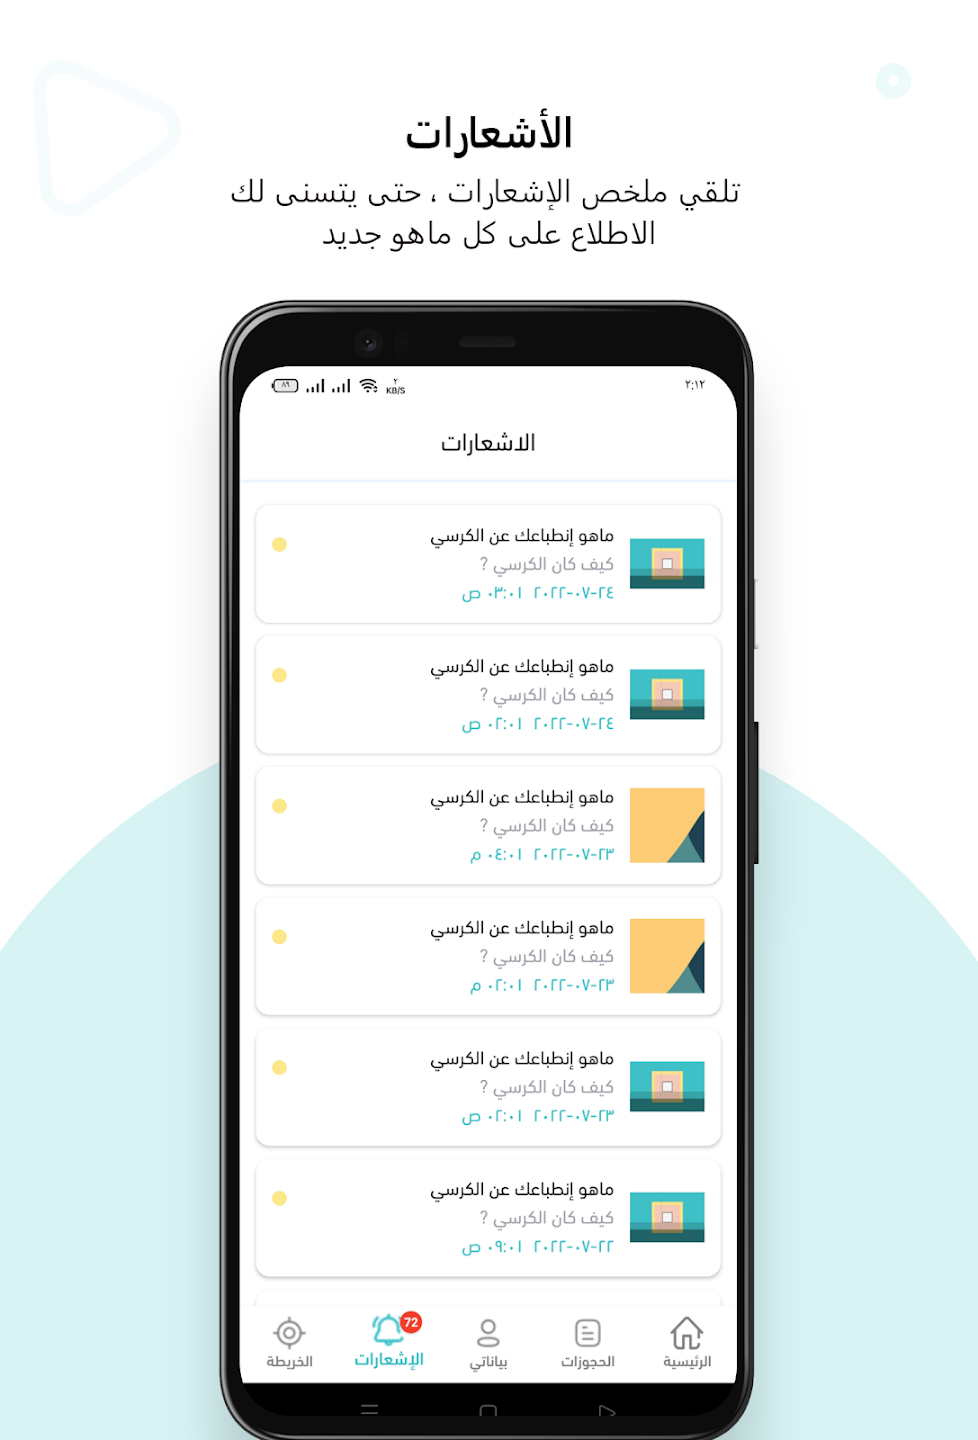 الأشعارات
تلقي ملخص الإشعارات ، حتى يتسنى لك
الاطلاع على كل ماهو جديد
٨٩
٢ KB/S
٢:١٢
الاشعارات
ماهو إنطباعك عن الكرسي
كيف كان الكرسي ?
٢٠٢٢-٠٧-٢٤ ٠٣:٠١ ص
ماهو إنطباعك عن الكرسي
كيف كان الكرسي ?
٢٠٢٢-٠٧-٢٤ ٠٢:٠١ ص
ماهو إنطباعك عن الكرسي
كيف كان الكرسي ?
٢٠٢٢-٠٧-٢٣ ٠٤:٠١ م
ماهو إنطباعك عن الكرسي
كيف كان الكرسي ?
٢٠٢٢-٠٧-٢٣ ٠٢:٠١ م
ماهو إنطباعك عن الكرسي
كيف كان الكرسي ?
٢٠٢٢-٠٧-٢٣ ٠٢:٠١ ص
ماهو إنطباعك عن الكرسي
كيف كان الكرسي ?
٢٠٢٢-٠٧-٢٢ ٠٩:٠١ ص
72
الرئيسية
الحجوزات
بياناتي
الإشعارات
الخريطة